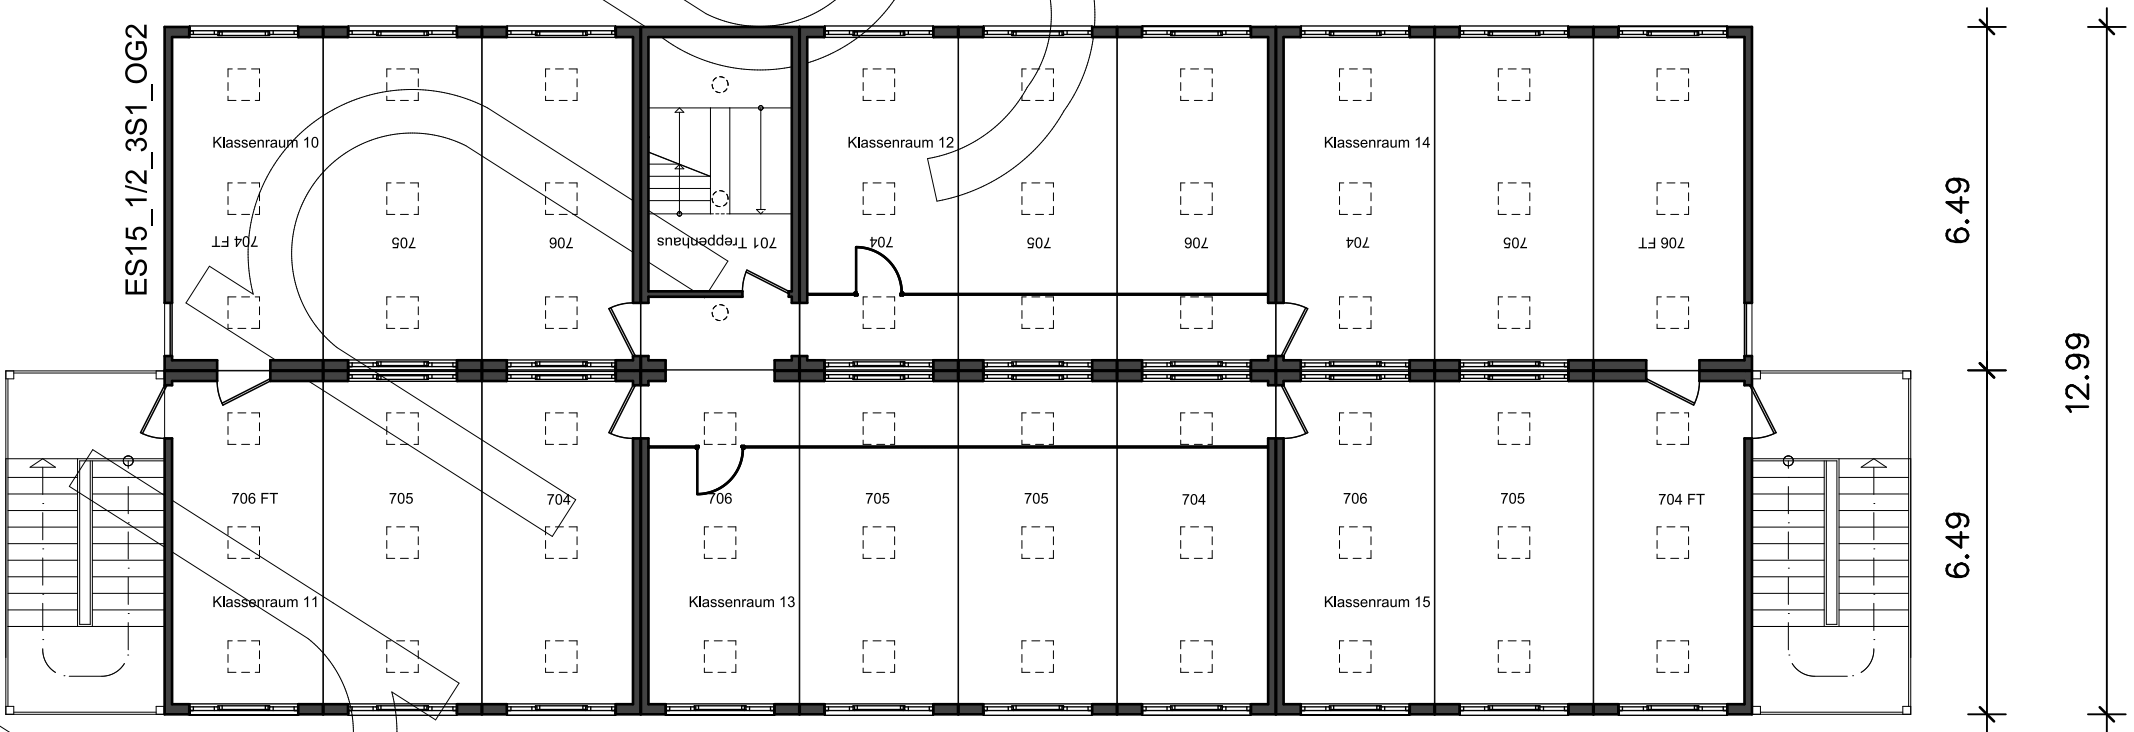 ES15_1/2_3S1_OG2
Klassenraum 10
Klassenraum 12
Klassenraum 14
704 FT
705
706
701 Treppenhaus
704
705
706
704
705
706 FT
6.49
12.99
706 FT
705
704
706
705
705
704
706
705
704 FT
6.49
Klassenraum 11
Klassenraum 13
Klassenraum 15